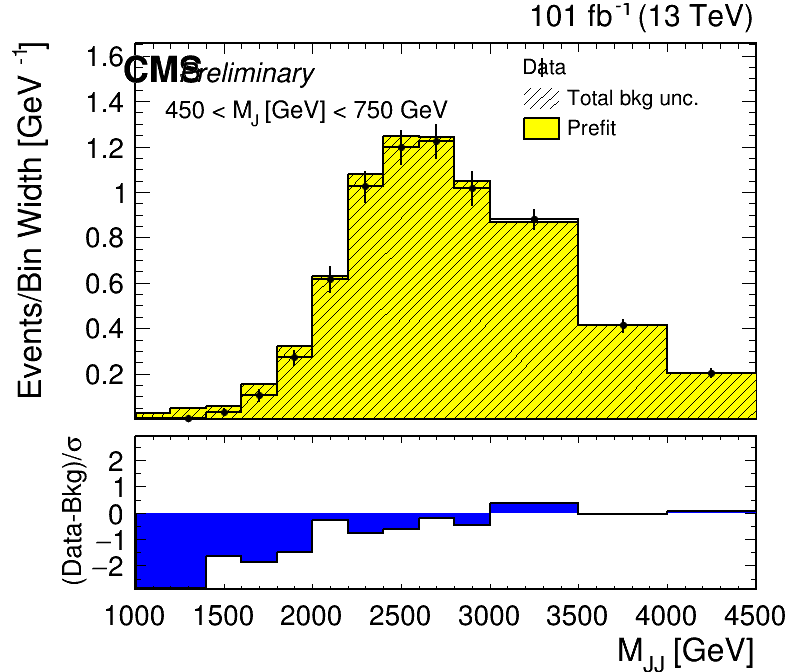 101 fb⁻¹ (13 TeV)
CMS Preliminary
450 < M_J [GeV] < 750 GeV
Data
Total bkg unc.
Prefit
Events/Bin Width [GeV⁻¹]
1.6
1.4
1.2
1
0.8
0.6
0.4
0.2
(Data-Bkg)/σ
2
1
0
−1
−2
1000 1500 2000 2500 3000 3500 4000 4500
M_JJ [GeV]